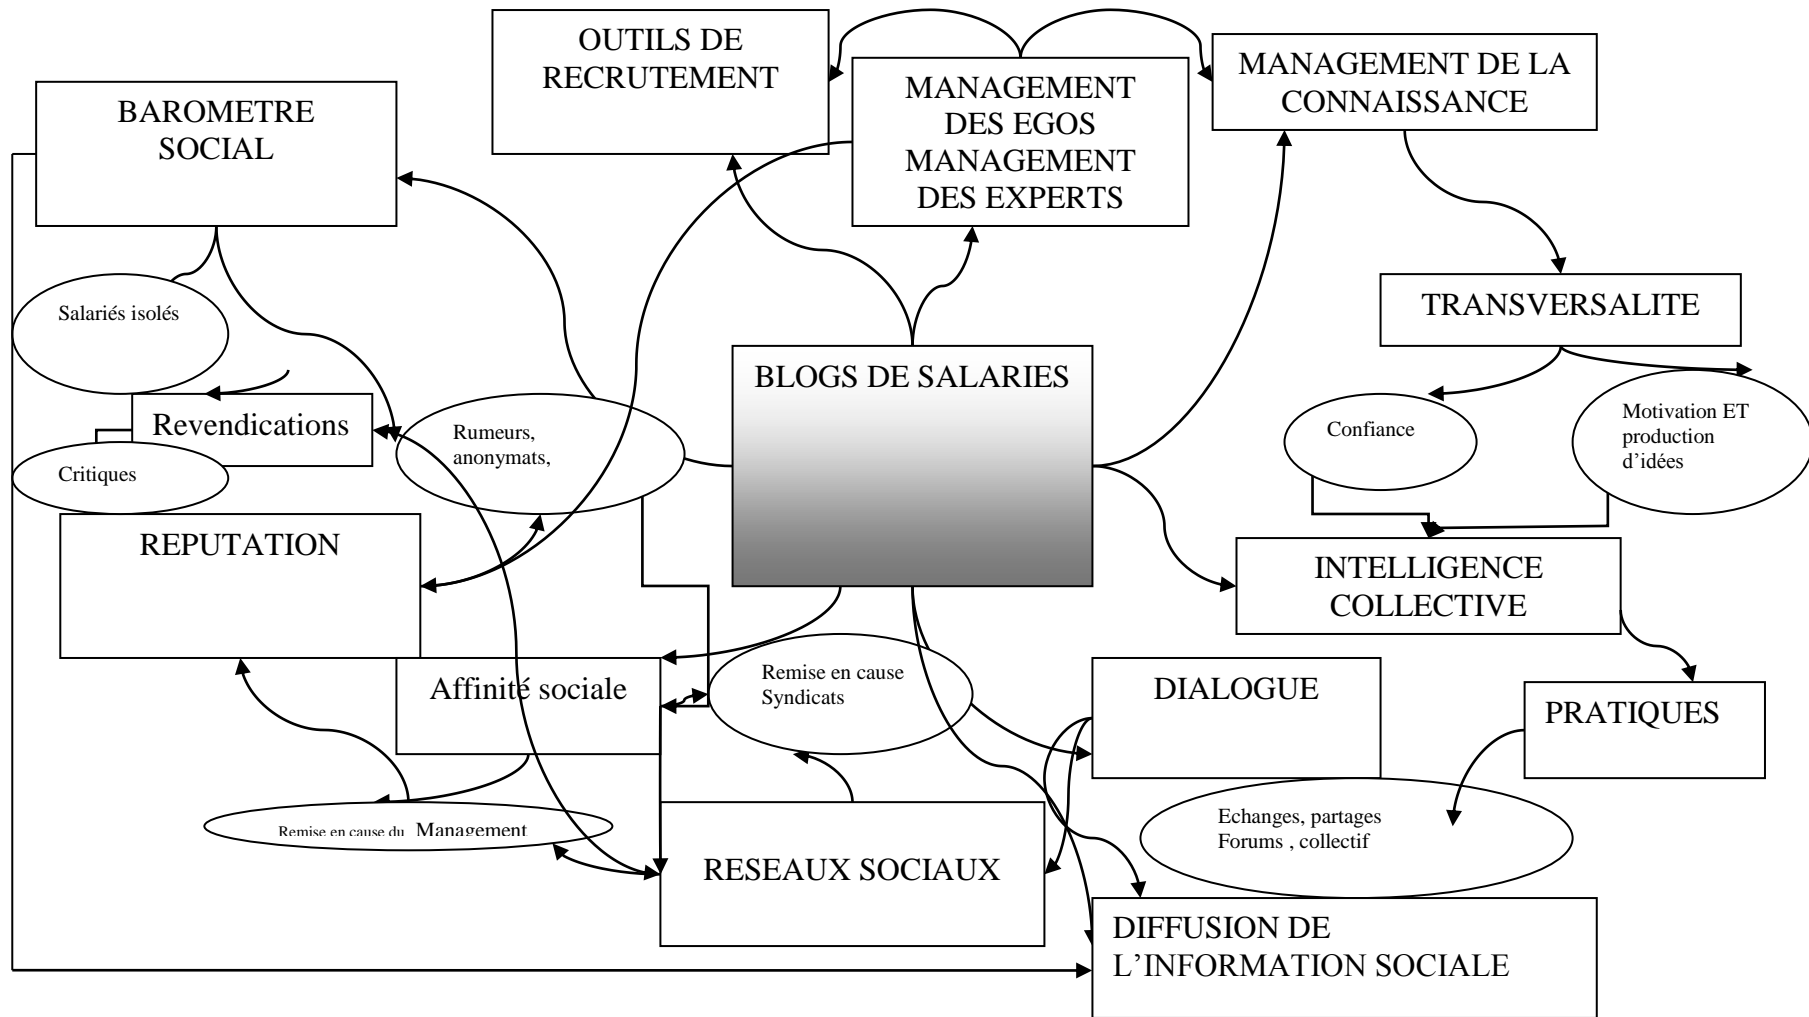 OUTILS DE
RECRUTEMENT
MANAGEMENT
DES EGOS
MANAGEMENT
DES EXPERTS
MANAGEMENT DE LA
CONNAISSANCE
BAROMETRE
SOCIAL
Salariés isolés
TRANSVERSALITE
BLOGS DE SALARIES
Revendications
Rumeurs,
anonymats,
Confiance
Motivation ET
production
d’idées
Critiques
REPUTATION
INTELLIGENCE
COLLECTIVE
Affinité sociale
Remise en cause
Syndicats
DIALOGUE
PRATIQUES
Remise en cause du Management
Echanges, partages
Forums , collectif
RESEAUX SOCIAUX
DIFFUSION DE
L’INFORMATION SOCIALE